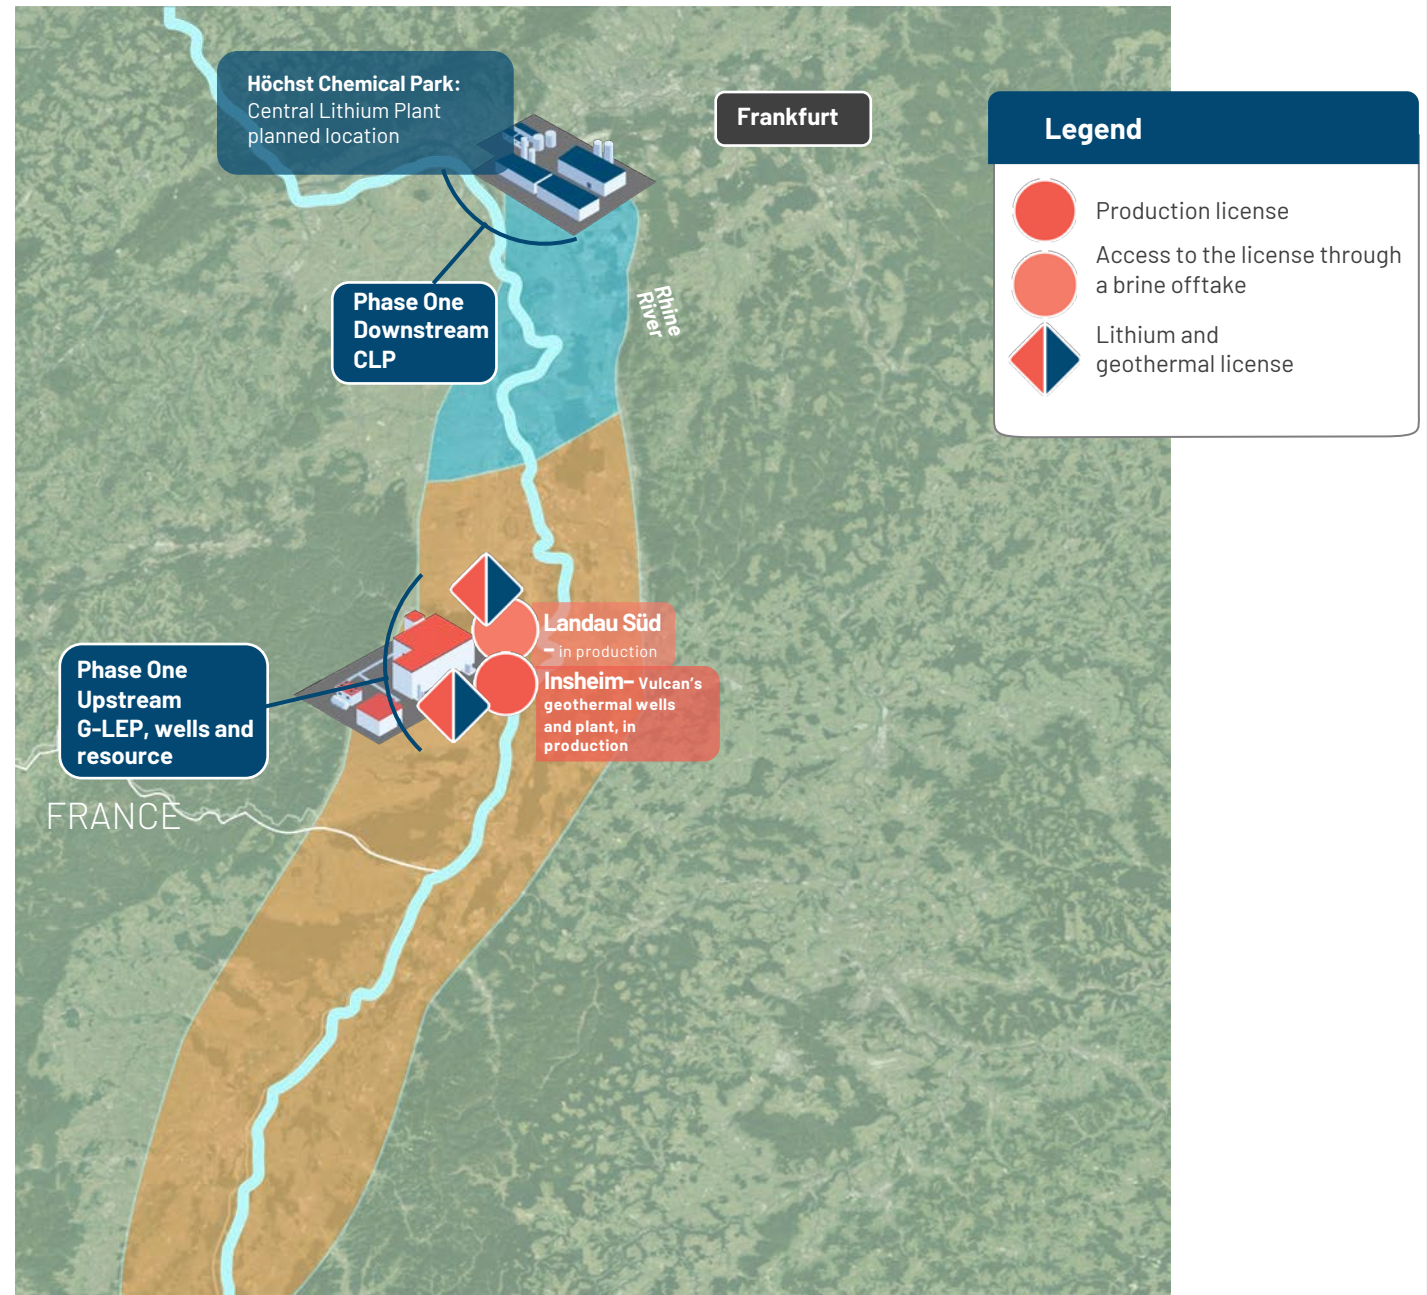 Höchst Chemical Park:
Central Lithium Plant
planned location
Frankfurt
Legend
Production license
Access to the license through
a brine offtake
Lithium and
geothermal license
Phase One
Downstream
CLP
Rhine
River
Landau Süd
– in production
Insheim– Vulcan's
geothermal wells
and plant, in
production
Phase One
Upstream
G-LEP, wells and
resource
FRANCE